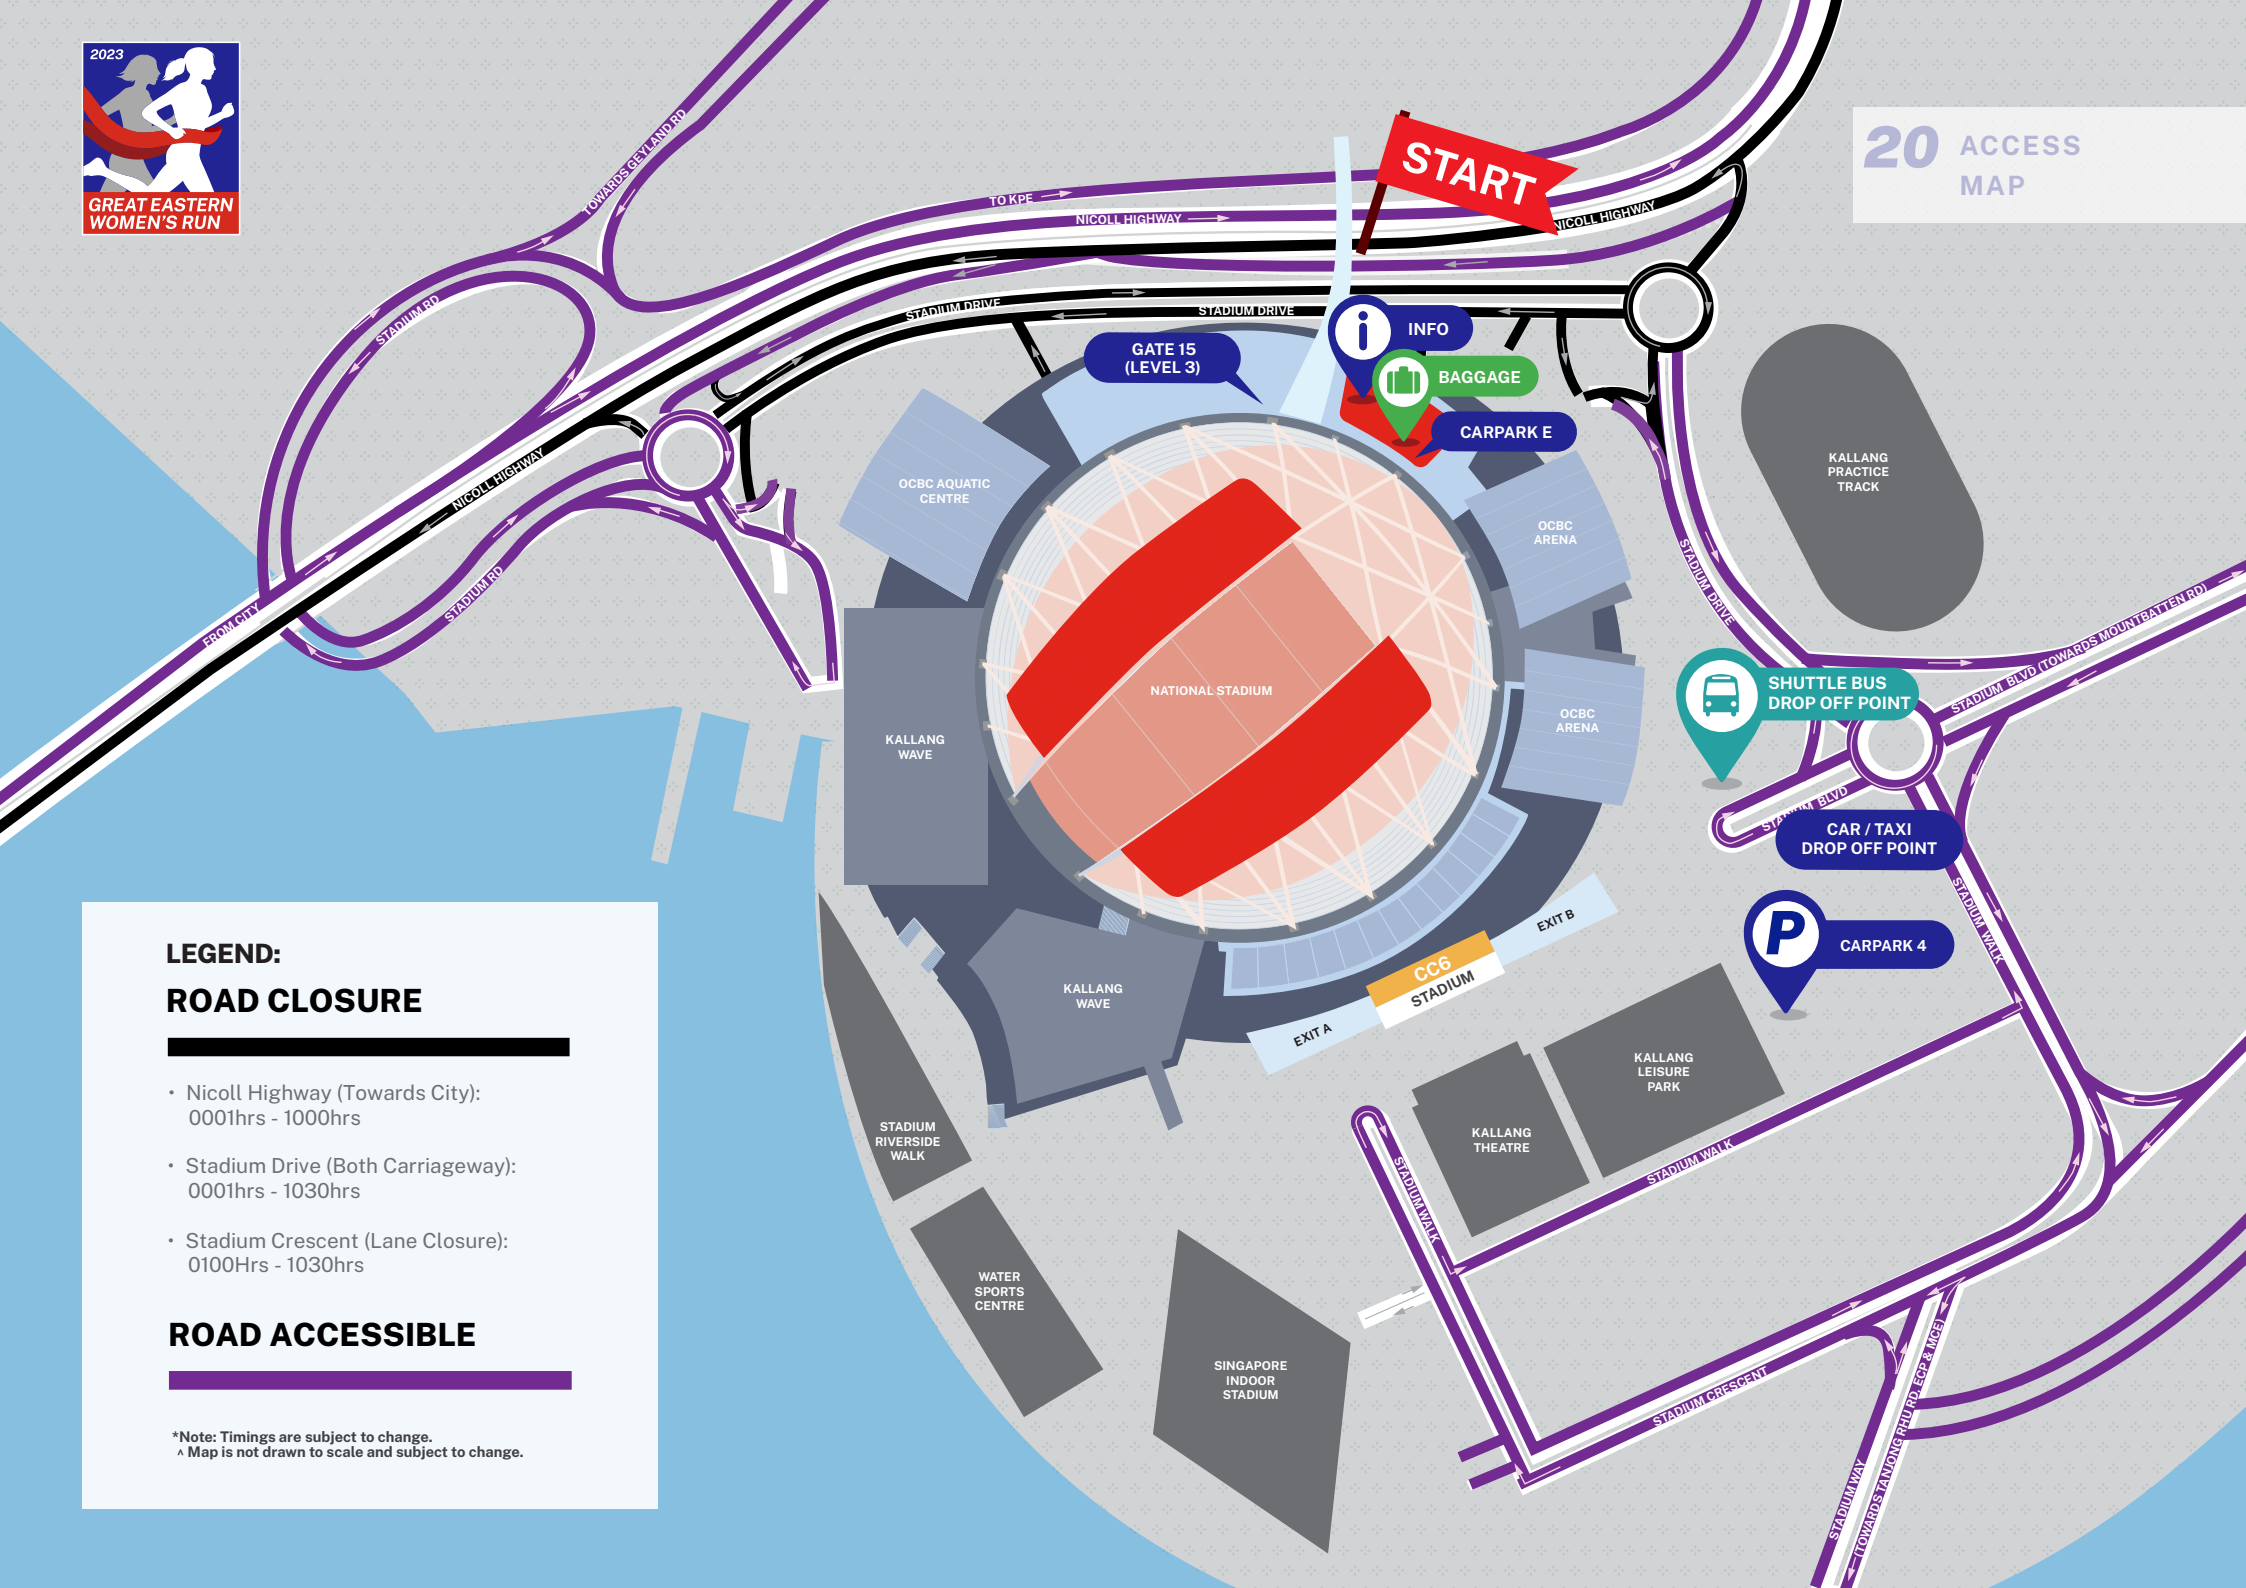 2023
GREAT EASTERN
WOMEN'S RUN
20 ACCESS
MAP
TOWARDS GEYLAND RD
START
TO KPE
NICOLL HIGHWAY
NICOLL HIGHWAY
STADIUM RD
STADIUM DRIVE
STADIUM DRIVE
INFO
GATE 15
(LEVEL 3)
BAGGAGE
CARPARK E
NICOLL HIGHWAY
OCBC AQUATIC
CENTRE
OCBC
ARENA
KALLANG
PRACTICE
TRACK
STADIUM DRIVE
STADIUM RD
FROM CITY
NATIONAL STADIUM
OCBC
ARENA
KALLANG
WAVE
STADIUM BLVD (TOWARDS MOUNTBATTEN RD)
SHUTTLE BUS
DROP OFF POINT
STADIUM BLVD
CAR / TAXI
DROP OFF POINT
STADIUM WALK
P
CARPARK 4
EXIT B
CC6
STADIUM
EXIT A
KALLANG
WAVE
KALLANG
LEISURE
PARK
KALLANG
THEATRE
STADIUM WALK
STADIUM WALK
STADIUM
RIVERSIDE
WALK
WATER
SPORTS
CENTRE
SINGAPORE
INDOOR
STADIUM
STADIUM CRESCENT
STADIUM WAY
(TOWARDS TANJONG RHU RD, ECP & MCE)
LEGEND:
ROAD CLOSURE
• Nicoll Highway (Towards City):
0001hrs - 1000hrs
• Stadium Drive (Both Carriageway):
0001hrs - 1030hrs
• Stadium Crescent (Lane Closure):
0100Hrs - 1030hrs
ROAD ACCESSIBLE
*Note: Timings are subject to change.
^ Map is not drawn to scale and subject to change.